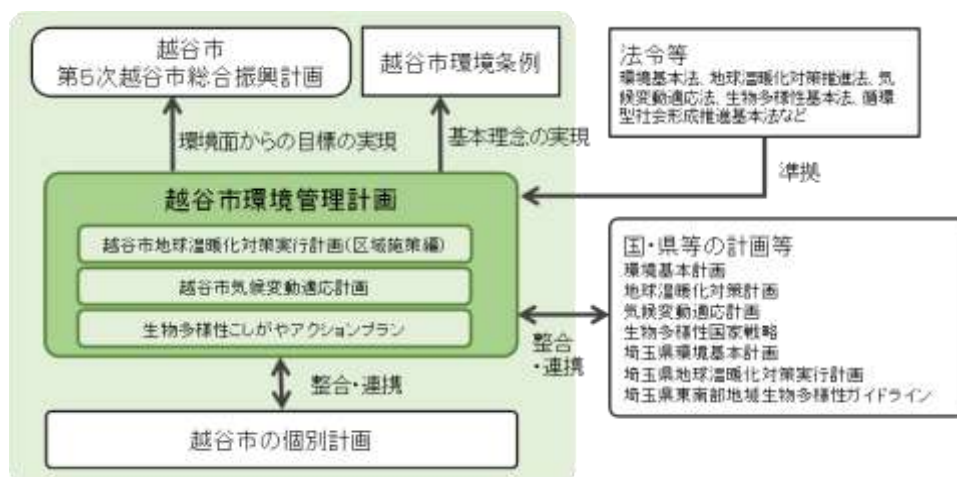 越谷市
第5次越谷市総合振興計画
越谷市環境条例
法令等
環境基本法、地球温暖化対策推進法、気
候変動適応法、生物多様性基本法、循環
型社会形成推進基本法など
環境面からの目標の実現
基本理念の実現
準拠
越谷市環境管理計画
越谷市地球温暖化対策実行計画(区域施策編)
越谷市気候変動適応計画
生物多様性こしがやアクションプラン
国・県等の計画等
環境基本計画
地球温暖化対策計画
気候変動適応計画
生物多様性国家戦略
埼玉県環境基本計画
埼玉県地球温暖化対策実行計画
埼玉県東南部地域生物多様性ガイドライン
整合
・連携
整合・連携
越谷市の個別計画